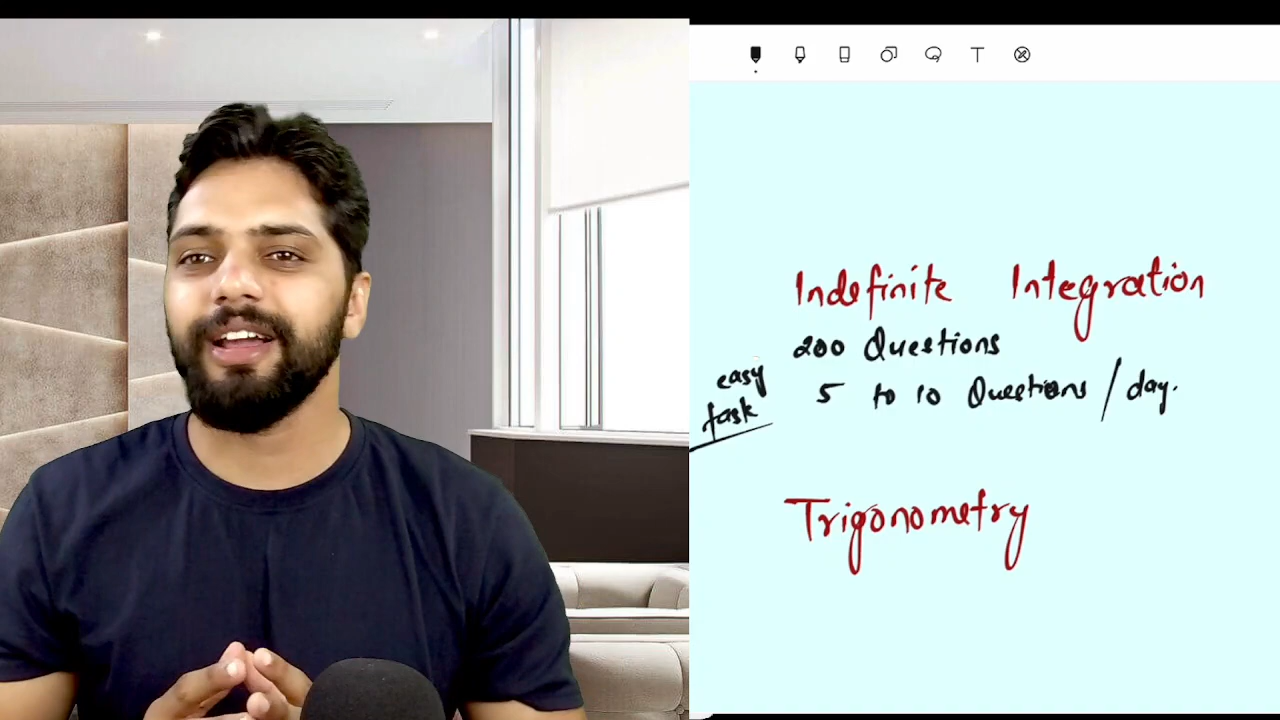 Indefinite Integration
200 Questions
easy
task
5 to 10 Questions / day.
Trigonometry